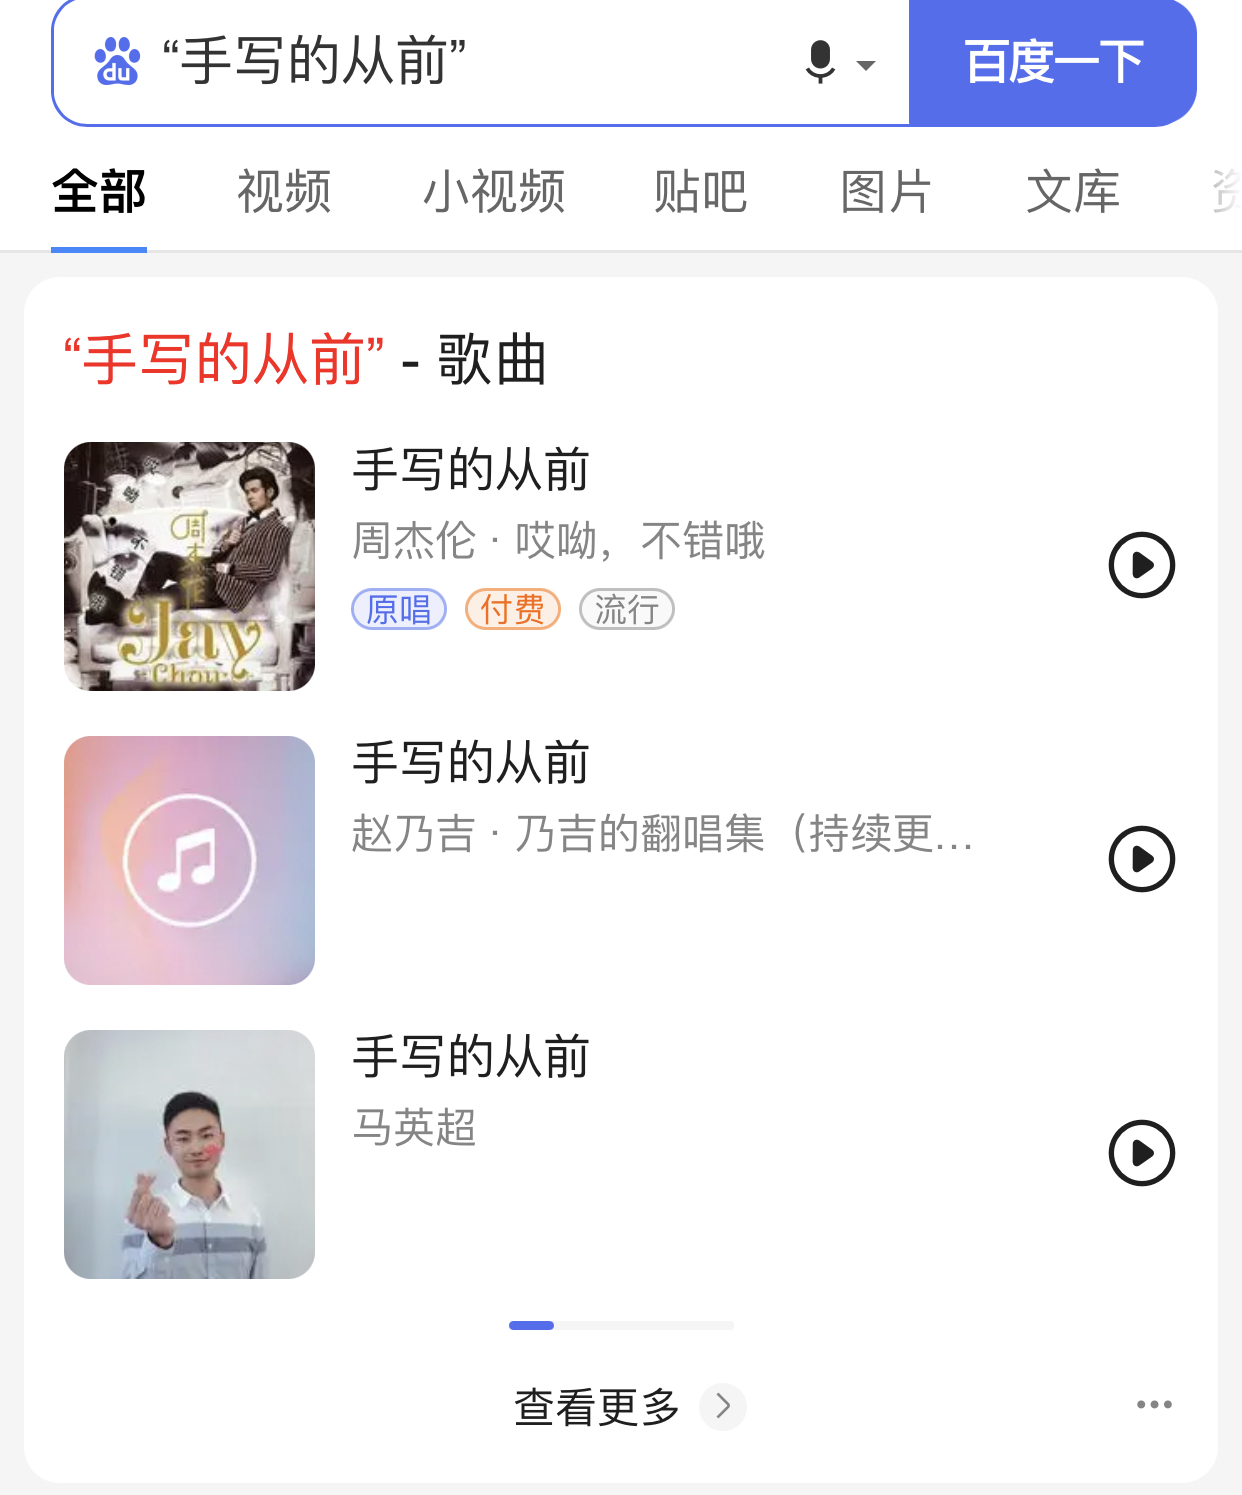 du “手写的从前” 百度一下
全部 视频 小视频 贴吧 图片 文库
“手写的从前” - 歌曲
手写的从前
周杰伦 · 哎呦，不错哦
原唱 付费 流行
周杰伦
Jay
Chou
手写的从前
赵乃吉 · 乃吉的翻唱集（持续更...
手写的从前
马英超
查看更多